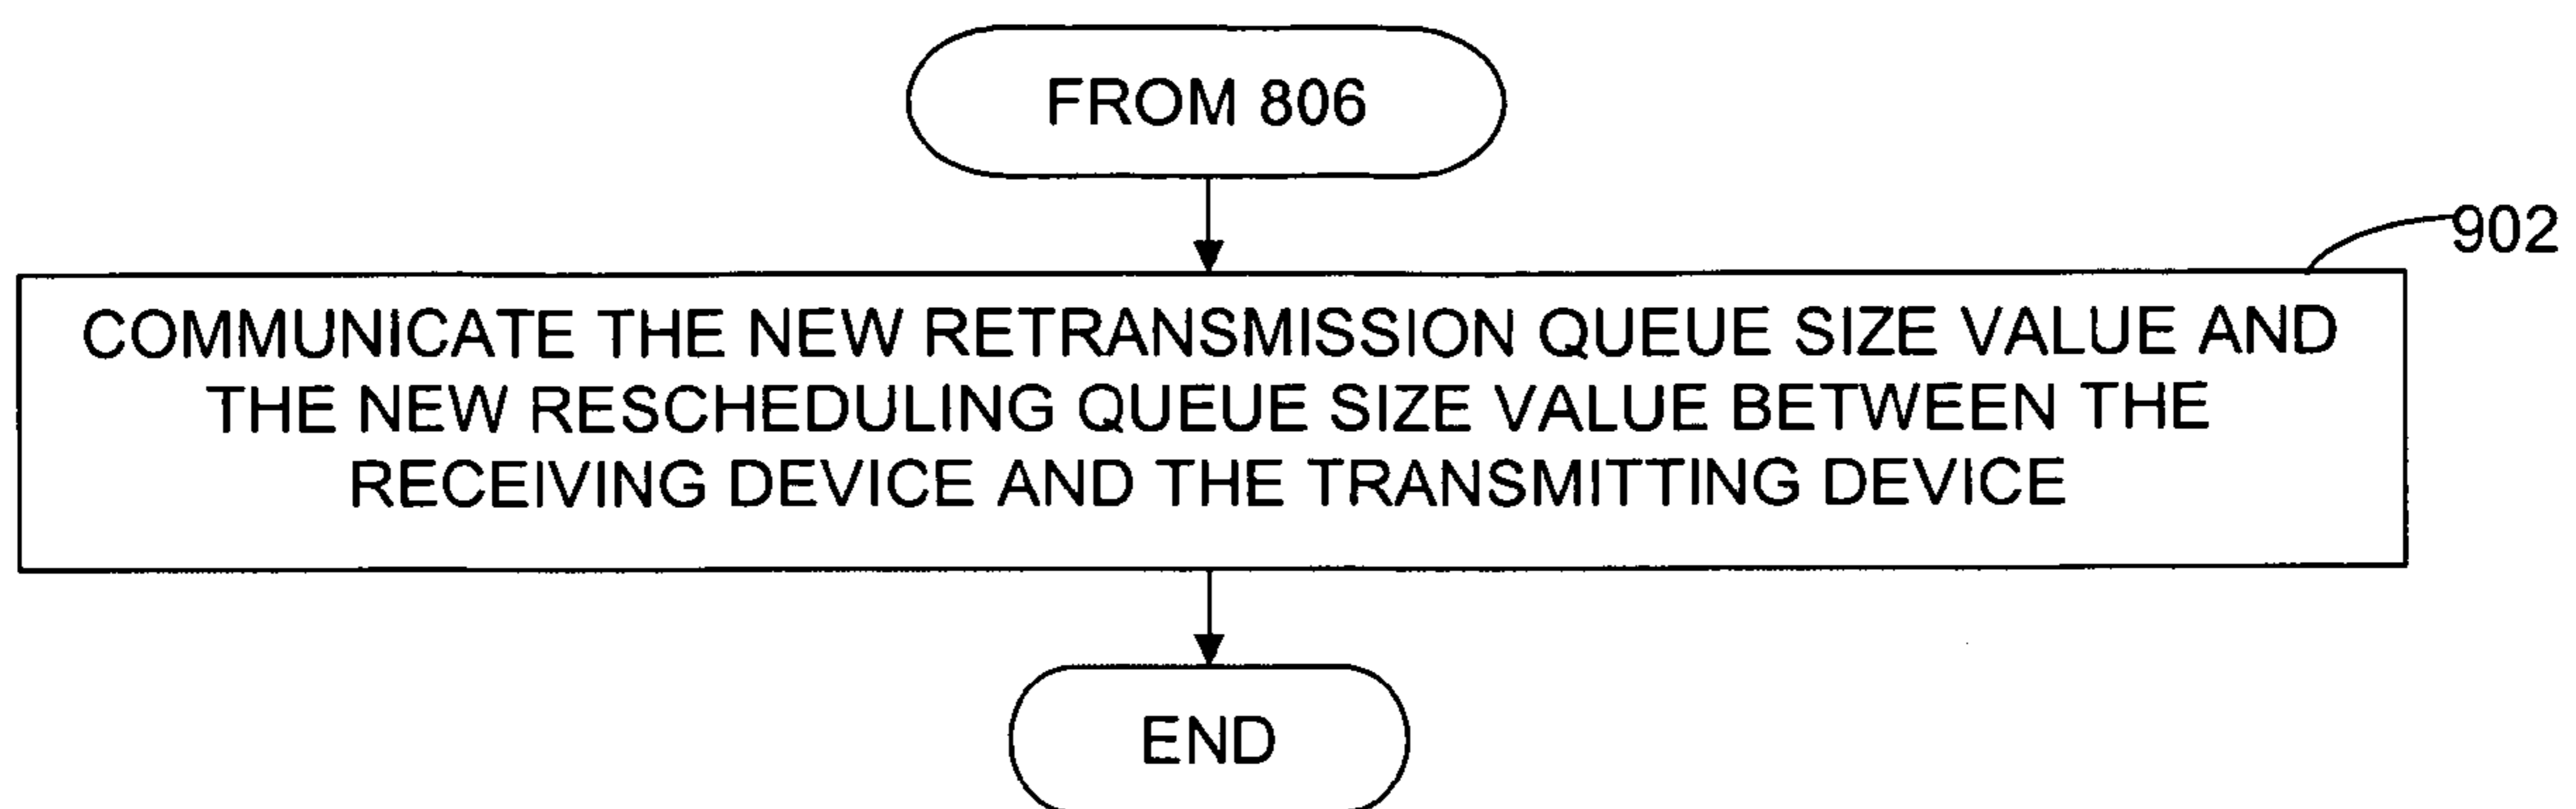 FROM 806
902
COMMUNICATE THE NEW RETRANSMISSION QUEUE SIZE VALUE AND
THE NEW RESCHEDULING QUEUE SIZE VALUE BETWEEN THE
RECEIVING DEVICE AND THE TRANSMITTING DEVICE
END